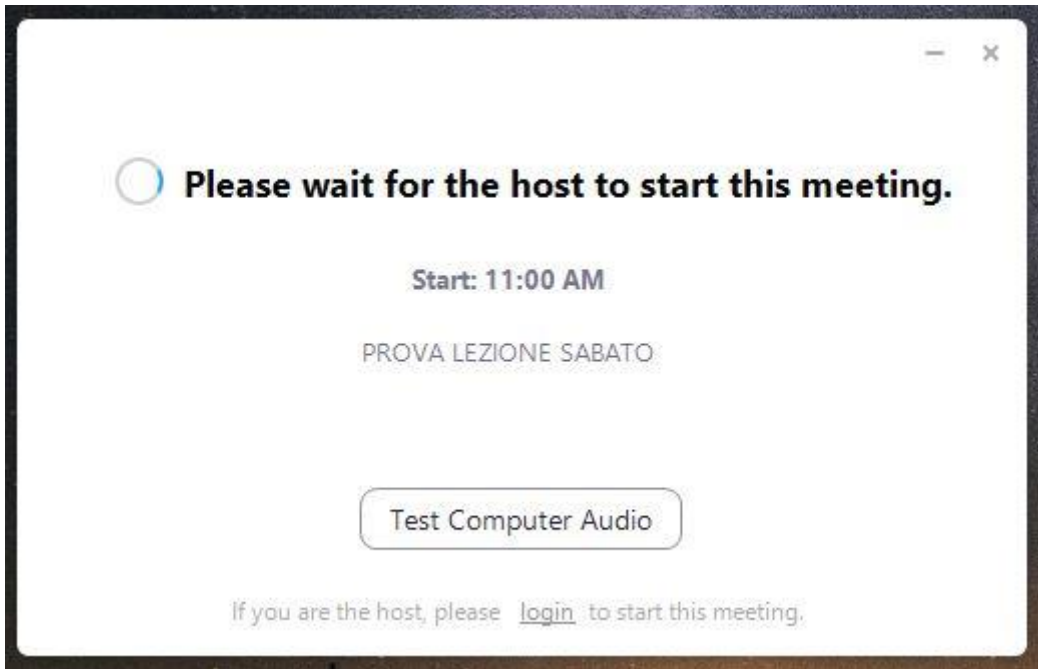 Please wait for the host to start this meeting.
Start: 11:00 AM
PROVA LEZIONE SABATO
Test Computer Audio
If you are the host, please login to start this meeting.